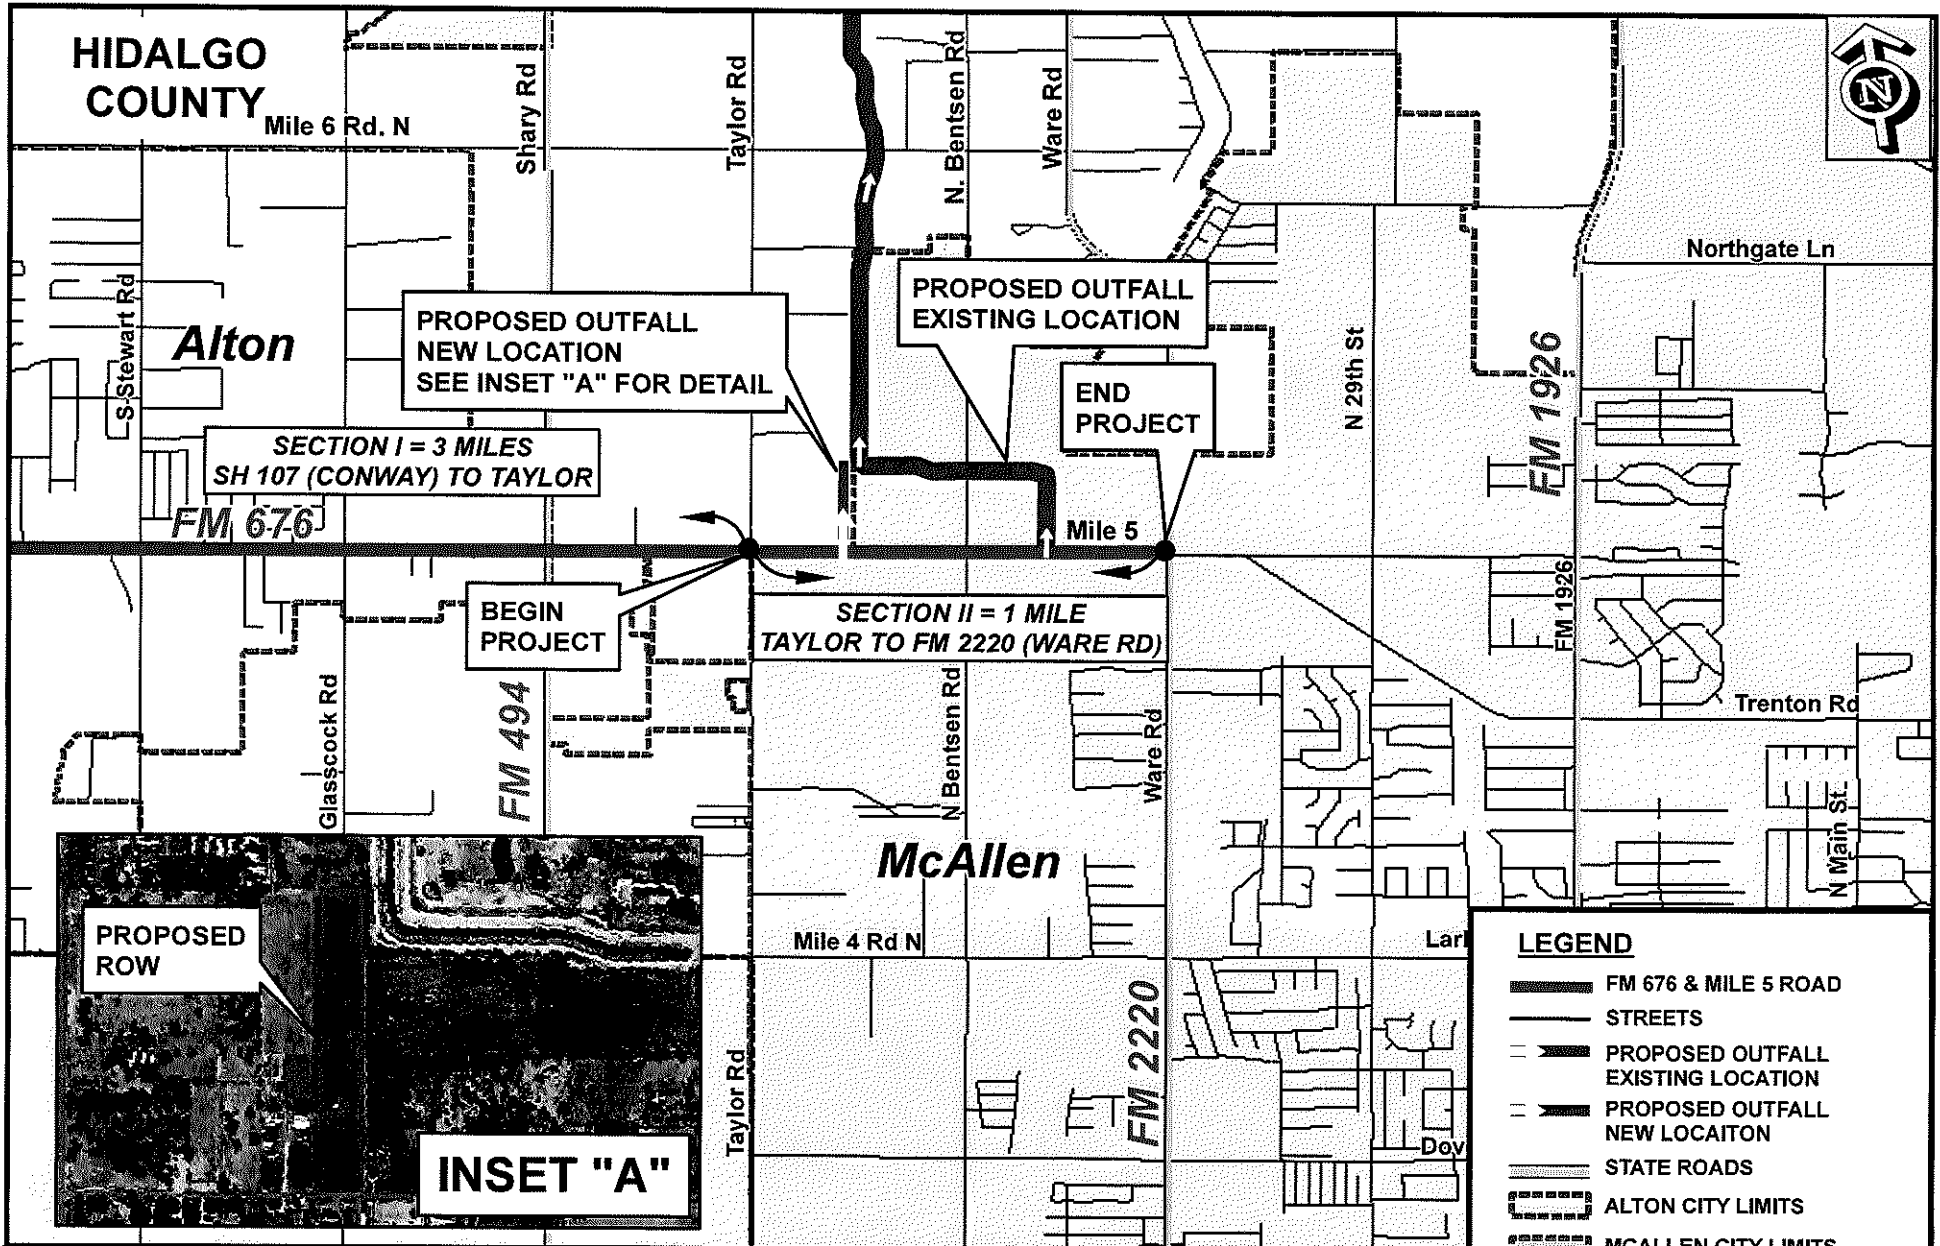 HIDALGO
COUNTY
Mile 6 Rd. N
Shary Rd
Taylor Rd
N. Bentsen Rd
Ware Rd
N
Northgate Ln
S Stewart Rd
Alton
PROPOSED OUTFALL
NEW LOCATION
SEE INSET "A" FOR DETAIL
PROPOSED OUTFALL
EXISTING LOCATION
END
PROJECT
N 29th St
FM 1926
SECTION I = 3 MILES
SH 107 (CONWAY) TO TAYLOR
FM 676
Mile 5
BEGIN
PROJECT
SECTION II = 1 MILE
TAYLOR TO FM 2220 (WARE RD)
FM 1926
Glasscock Rd
FM 494
N Bentsen Rd
Ware Rd
Trenton Rd
N Main St.
McAllen
PROPOSED
ROW
Mile 4 Rd N
Larl
FM 2220
Taylor Rd
Dov
INSET "A"
LEGEND
FM 676 & MILE 5 ROAD
STREETS
PROPOSED OUTFALL
EXISTING LOCATION
PROPOSED OUTFALL
NEW LOCAITON
STATE ROADS
ALTON CITY LIMITS
MCALLEN CITY LIMITS